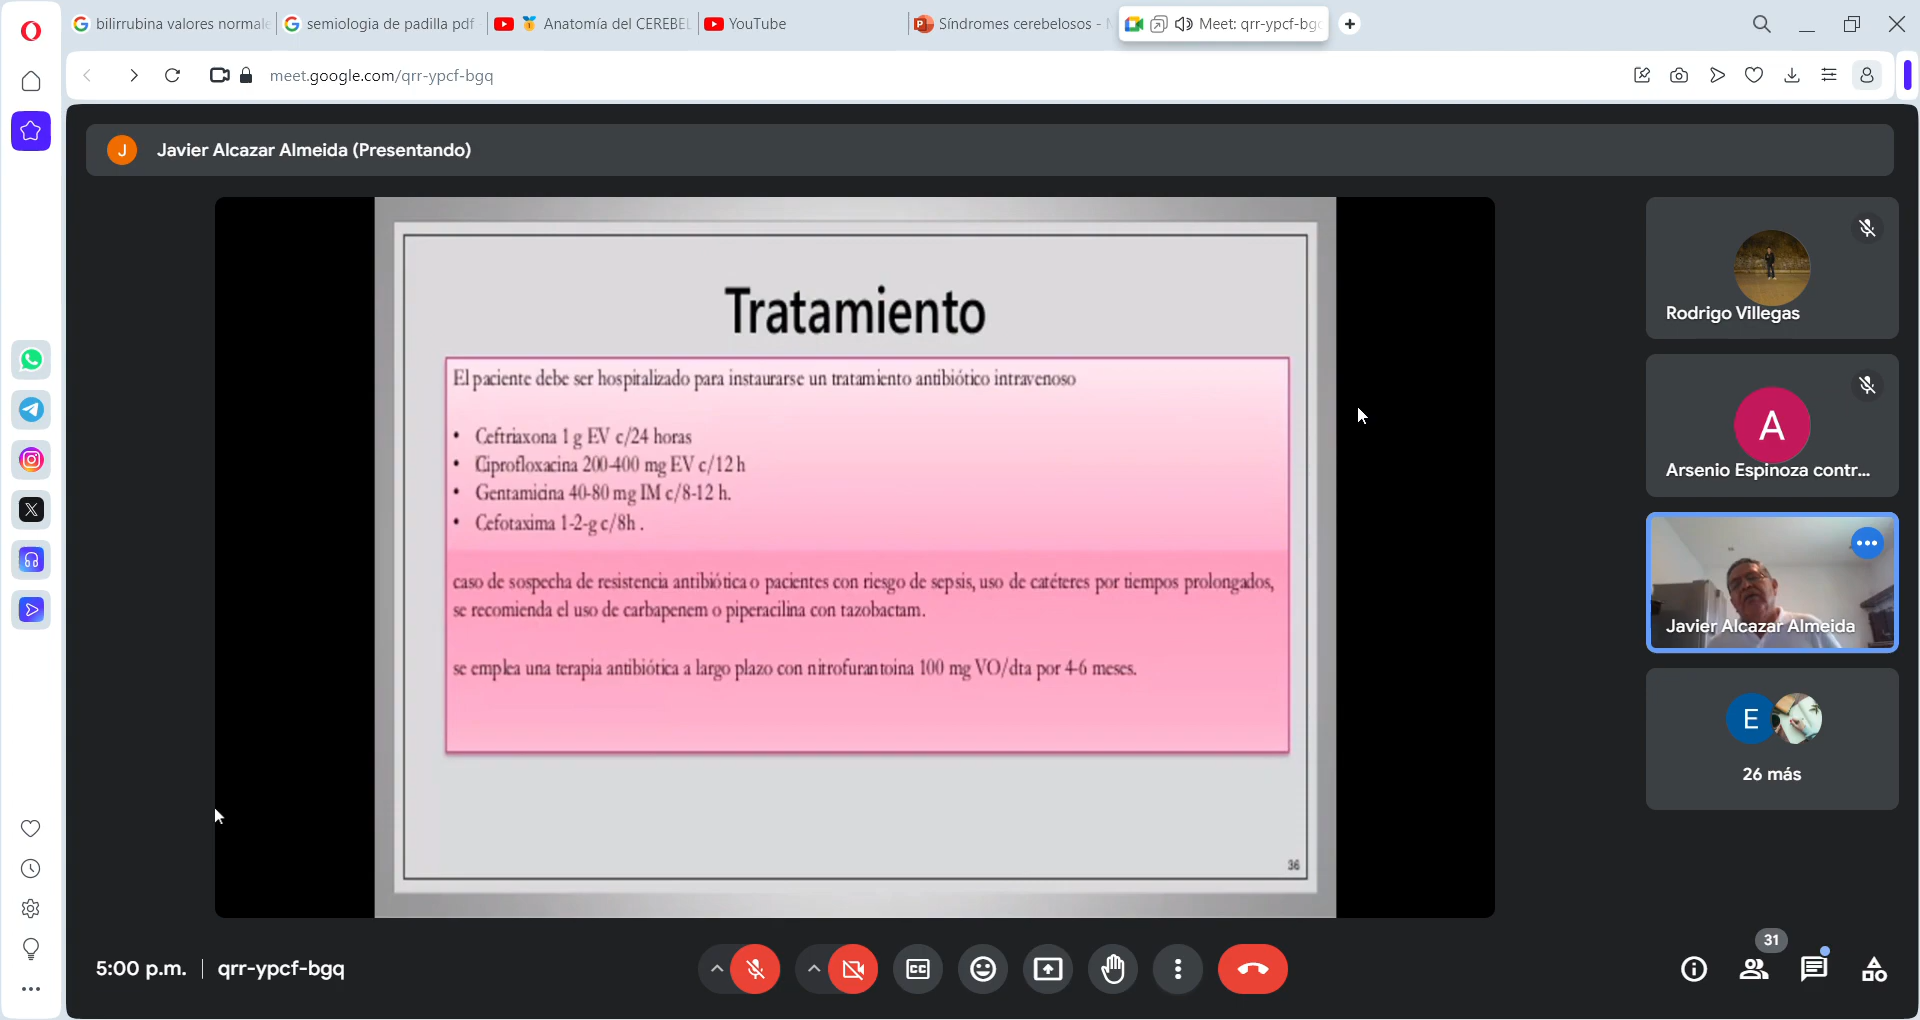 bilirrubina valores normale
semiologia de padilla pdf
Anatomía del CEREBEL
YouTube
Síndromes cerebelosos -
Meet: qrr-ypcf-bgq
meet.google.com/qrr-ypcf-bgq
J
Javier Alcazar Almeida (Presentando)
Tratamiento
El paciente debe ser hospitalizado para instaurarse un tratamiento antibiótico intravenoso
• Ceftriaxona 1 g EV c/24 horas
• Ciprofloxacina 200-400 mg EV c/12 h
• Gentamicina 40-80 mg IM c/8-12 h.
• Cefotaxima 1-2-g c/8h .
caso de sospecha de resistencia antibiótica o pacientes con riesgo de sepsis, uso de catéteres por tiempos prolongados,
se recomienda el uso de carbapenem o piperacilina con tazobactam.
se emplea una terapia antibiótica a largo plazo con nitrofurantoina 100 mg VO/dta por 4-6 meses.
36
Rodrigo Villegas
A
Arsenio Espinoza contr...
Javier Alcazar Almeida
E
26 más
5:00 p.m.
qrr-ypcf-bgq
31